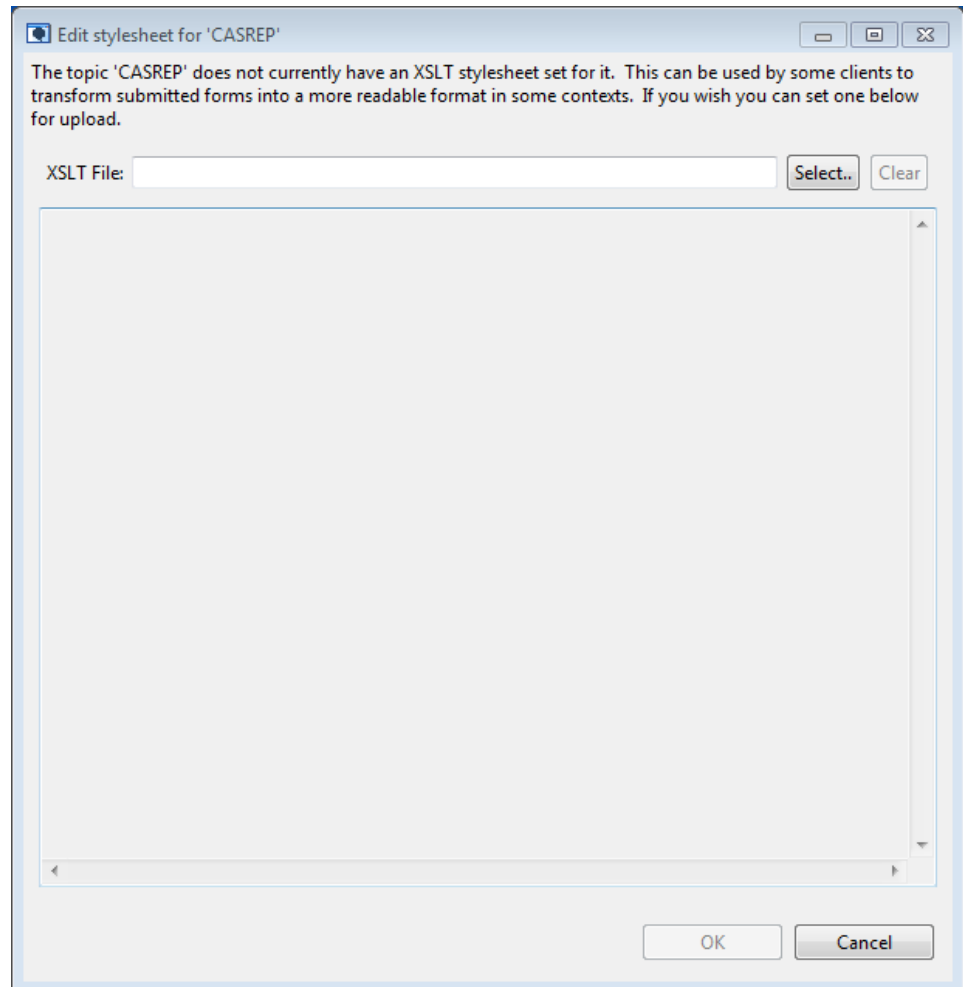 Edit stylesheet for 'CASREP'
The topic 'CASREP' does not currently have an XSLT stylesheet set for it.  This can be used by some clients to
transform submitted forms into a more readable format in some contexts.  If you wish you can set one below
for upload.
XSLT File: Select.. Clear
OK Cancel